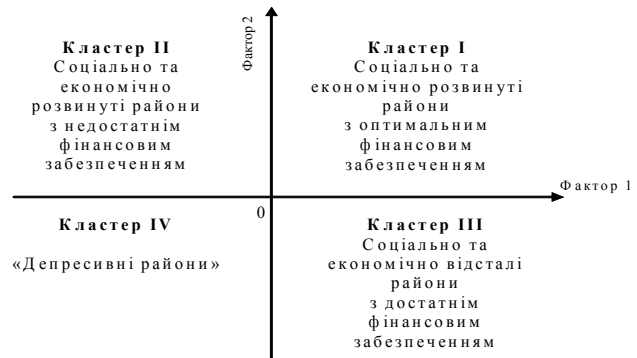 Фактор 2
Кластер II
Соціально та
економічно
розвинуті райони
з недостатнім
фінансовим
забезпеченням
Кластер I
Соціально та
економічно розвинуті
райони
з оптимальним
фінансовим
забезпеченням
Фактор 1
0
Кластер IV
«Депресивні райони»
Кластер III
Соціально та
економічно відсталі
райони
з достатнім
фінансовим
забезпеченням